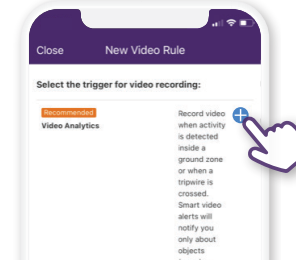 Close New Video Rule
Select the trigger for video recording:
Recommended
Video Analytics
Record video
when activity
is detected
inside a
ground zone
or when a
tripwire is
crossed.
Smart video
alerts will
notify you
only about
objects